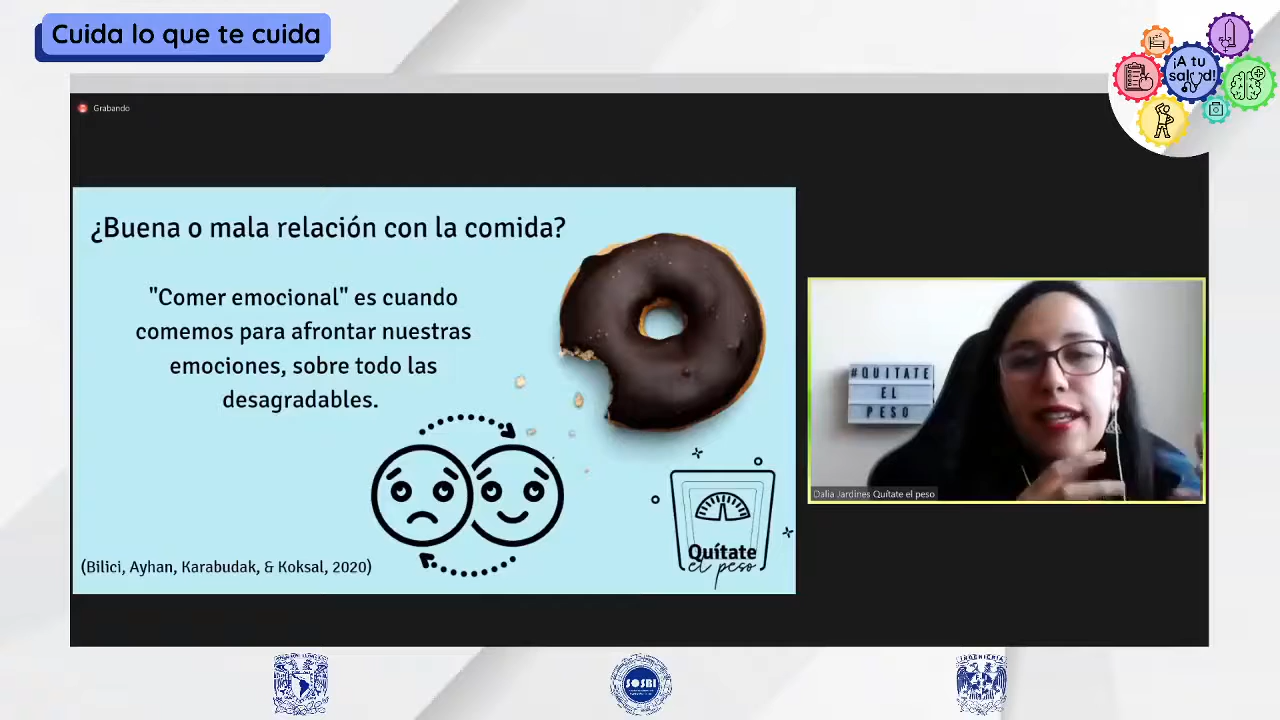 Cuida lo que te cuida
¡A tu
salud!
Grabando
¿Buena o mala relación con la comida?
"Comer emocional" es cuando
comemos para afrontar nuestras
emociones, sobre todo las
desagradables.
#QUITATE
EL
PESO
Dalia Jardines Quítate el peso
Quítate
el peso
(Bilici, Ayhan, Karabudak, & Koksal, 2020)
SOSBI
INGENIERIA